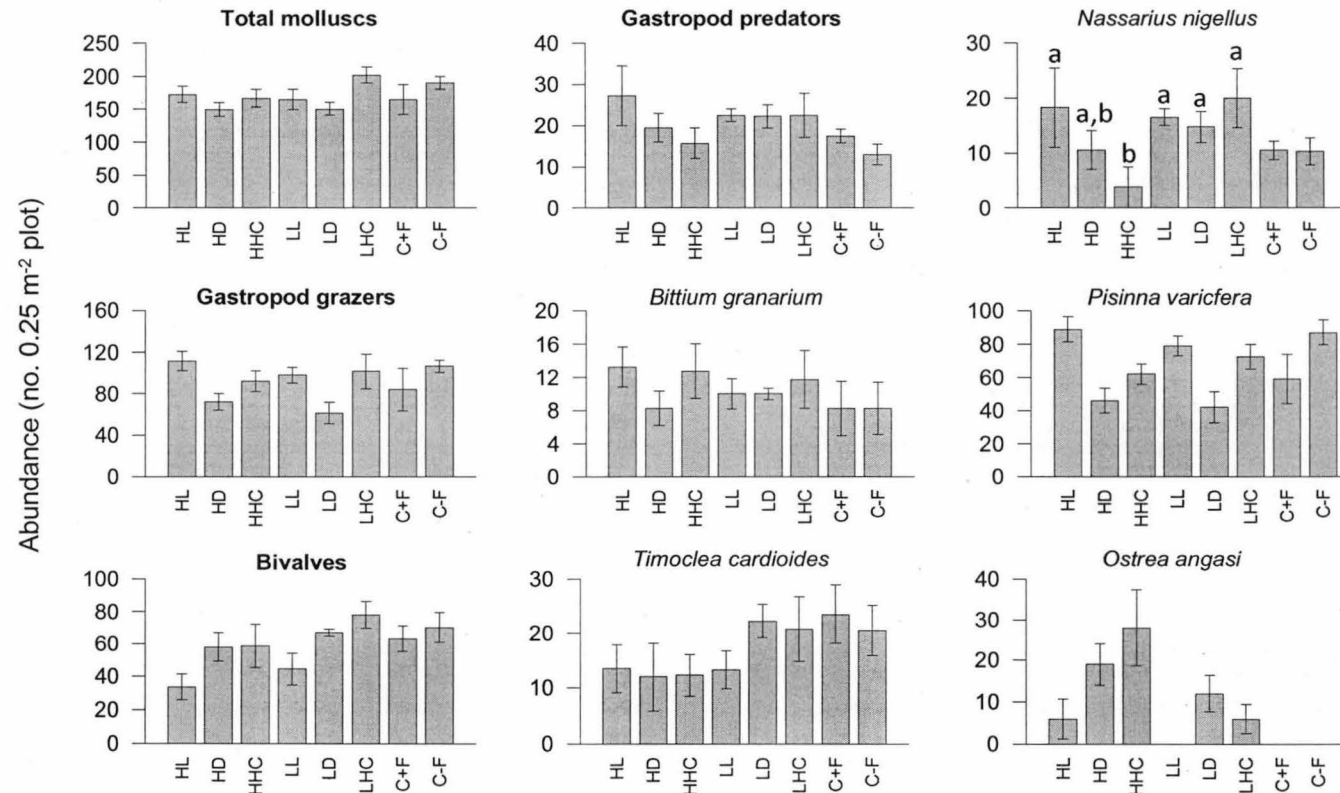 Abundance (no. 0.25 m⁻² plot)
Total molluscs
250
200
150
100
50
0
HL HD HHC LL LD LHC C+F C-F
Gastropod predators
40
30
20
10
0
HL HD HHC LL LD LHC C+F C-F
Nassarius nigellus
30
20
10
0
a a,b b a a a
HL HD HHC LL LD LHC C+F C-F
Gastropod grazers
160
120
80
40
0
HL HD HHC LL LD LHC C+F C-F
Bittium granarium
20
16
12
8
4
0
HL HD HHC LL LD LHC C+F C-F
Pisinna varicfera
100
80
60
40
20
0
HL HD HHC LL LD LHC C+F C-F
Bivalves
100
80
60
40
20
0
HL HD HHC LL LD LHC C+F C-F
Timoclea cardioides
30
20
10
0
HL HD HHC LL LD LHC C+F C-F
Ostrea angasi
40
30
20
10
0
HL HD HHC LL LD LHC C+F C-F